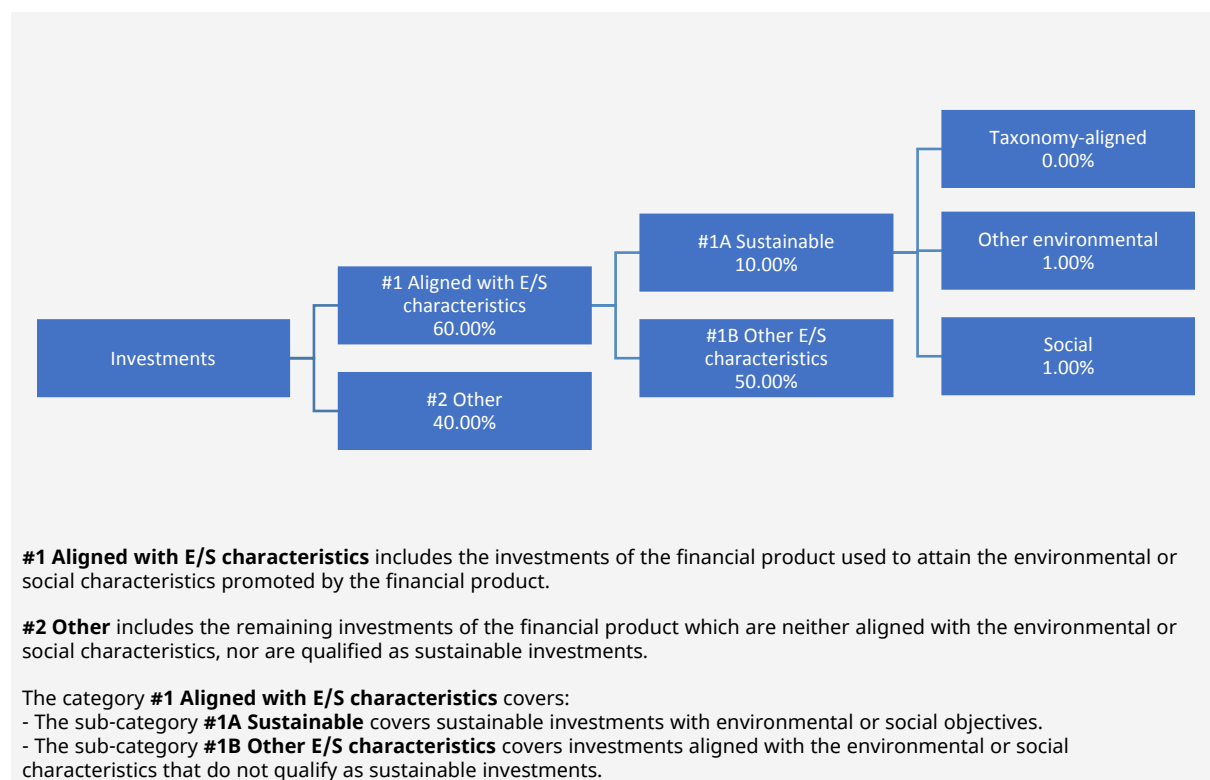 Investments
#1 Aligned with E/S
characteristics
60.00%
#2 Other
40.00%
#1A Sustainable
10.00%
#1B Other E/S
characteristics
50.00%
Taxonomy-aligned
0.00%
Other environmental
1.00%
Social
1.00%
#1 Aligned with E/S characteristics includes the investments of the financial product used to attain the environmental or
social characteristics promoted by the financial product.
#2 Other includes the remaining investments of the financial product which are neither aligned with the environmental or
social characteristics, nor are qualified as sustainable investments.
The category #1 Aligned with E/S characteristics covers:
- The sub-category #1A Sustainable covers sustainable investments with environmental or social objectives.
- The sub-category #1B Other E/S characteristics covers investments aligned with the environmental or social
characteristics that do not qualify as sustainable investments.